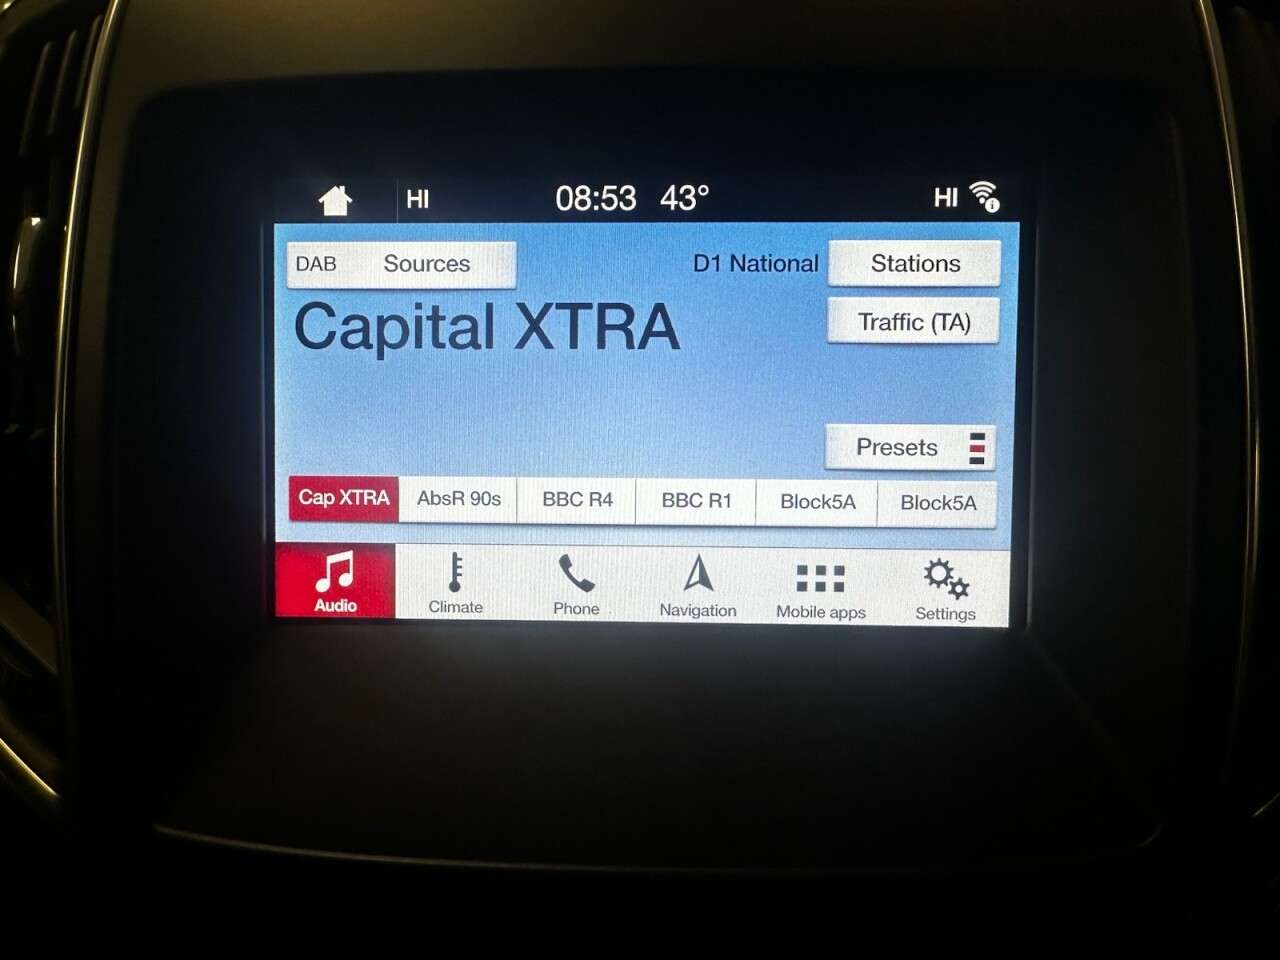 HI 08:53 43° HI
DAB Sources D1 National Stations
Capital XTRA Traffic (TA)
Presets
Cap XTRA AbsR 90s BBC R4 BBC R1 Block5A Block5A
Audio Climate Phone Navigation Mobile apps Settings